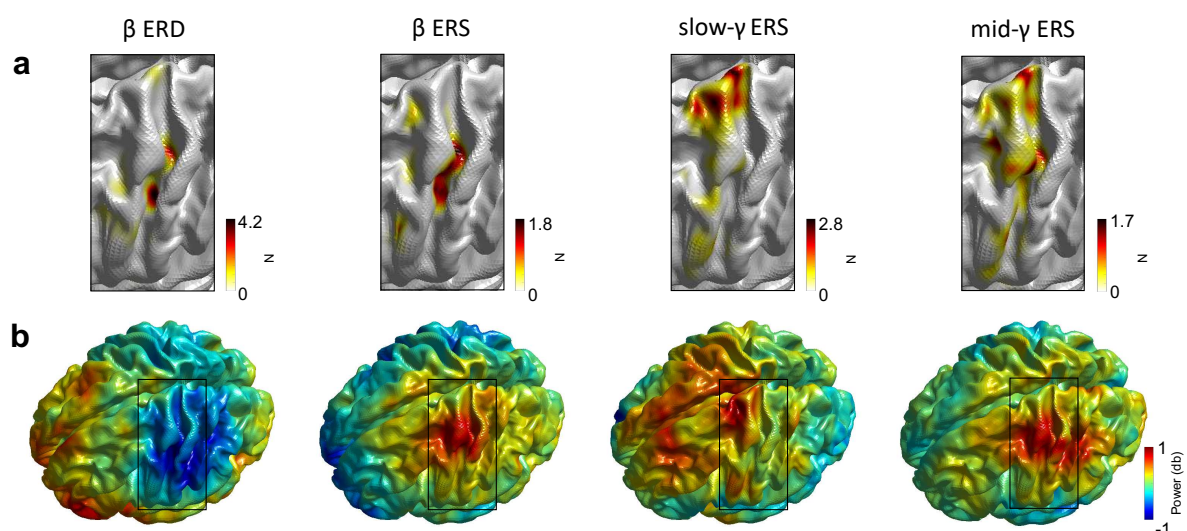 β ERD
β ERS
slow-γ ERS
mid-γ ERS
a
4.2
N
0
1.8
N
0
2.8
N
0
1.7
N
0
b
1
Power (db)
-1